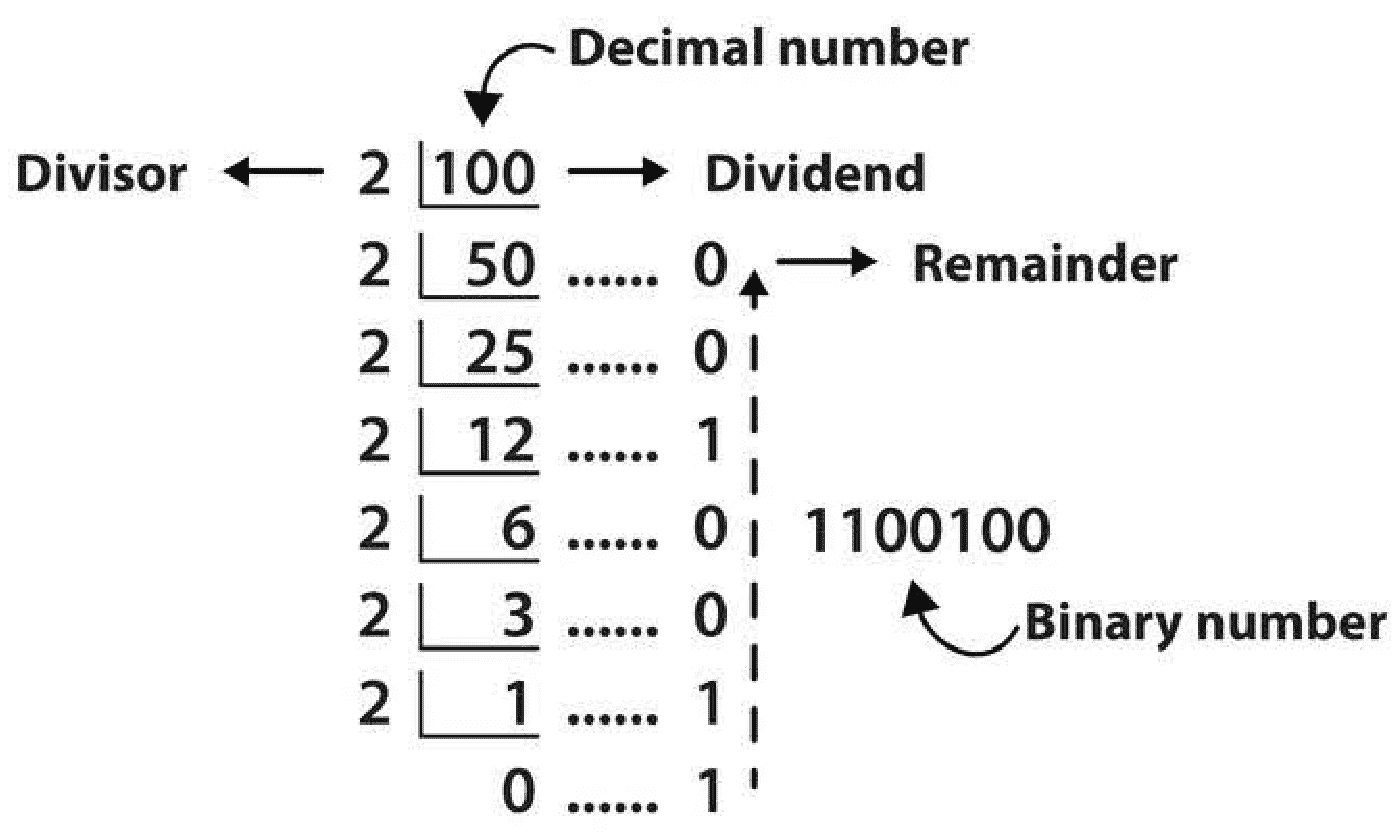 Decimal number
Divisor 2 100 Dividend
2 50 ...... 0 Remainder
2 25 ...... 0
2 12 ...... 1
2 6 ...... 0 1100100
2 3 ...... 0 Binary number
2 1 ...... 1
0 ...... 1